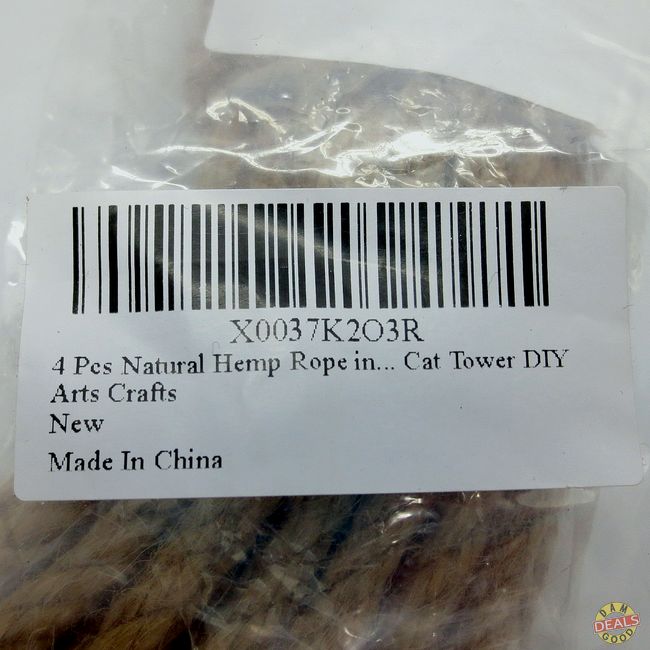 X0037K2O3R
4 Pcs Natural Hemp Rope in... Cat Tower DIY
Arts Crafts
New
Made In China
DAM
DEALS
GOOD